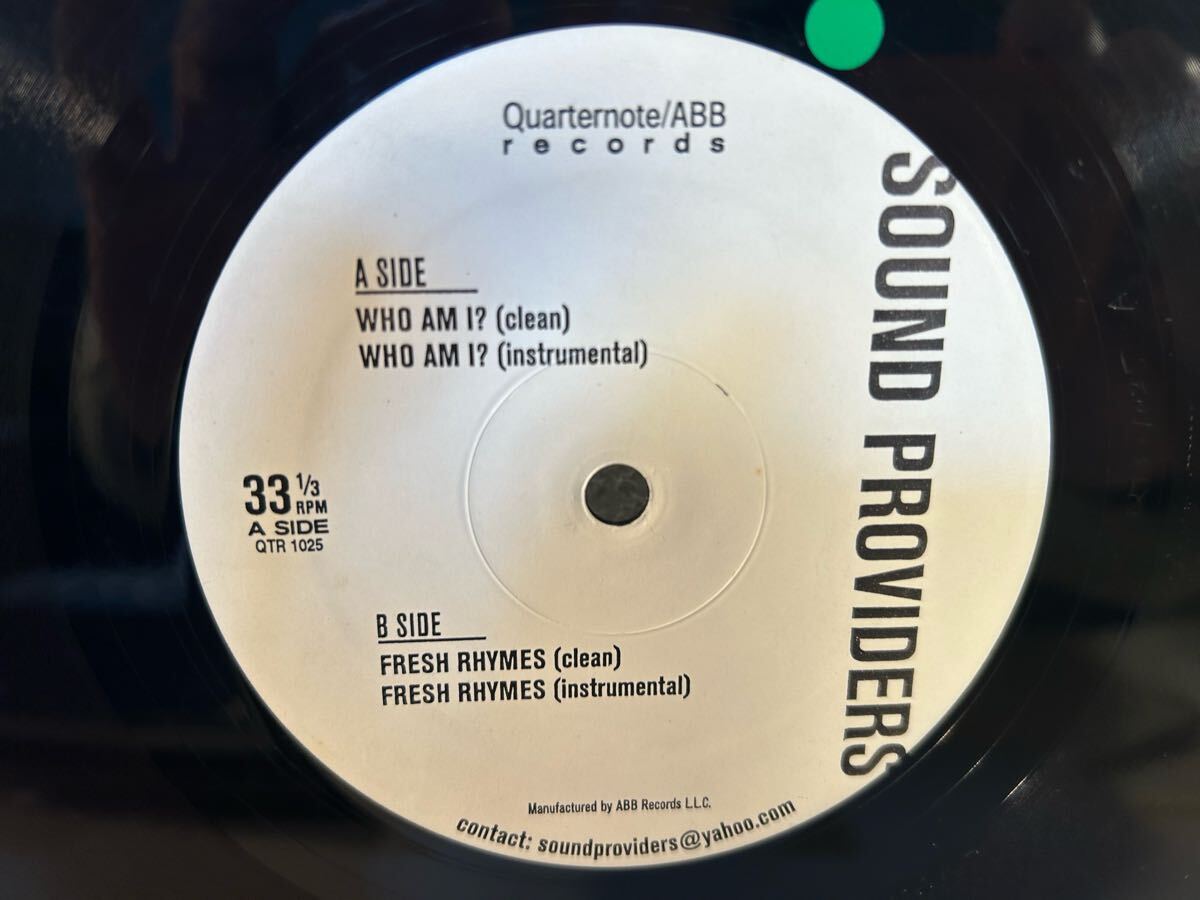 Quarternote/ABB
records
SOUND PROVIDERS
A SIDE
WHO AM I? (clean)
WHO AM I? (instrumental)
33 1/3
RPM
A SIDE
QTR 1025
B SIDE
FRESH RHYMES (clean)
FRESH RHYMES (instrumental)
Manufactured by ABB Records L.L.C.
contact: soundproviders@yahoo.com